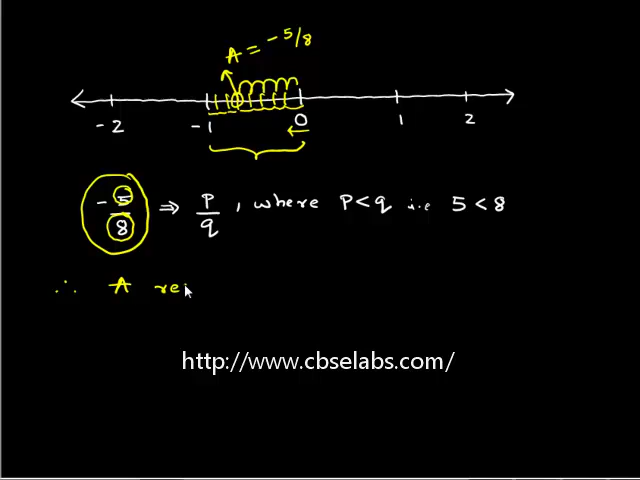 A = -5/8
-2 -1 0 1 2
-5/8 ⇒ P/q , where P<q i.e 5<8
∴ A re
http://www.cbselabs.com/